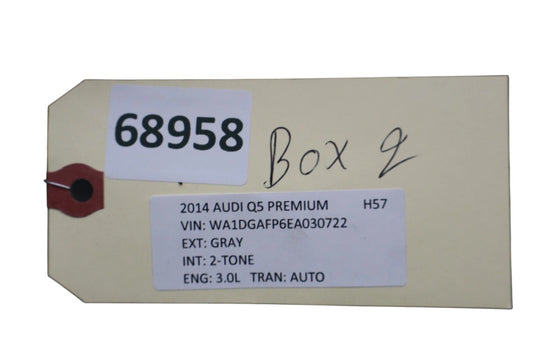 68958
Box 2
2014 AUDI Q5 PREMIUM H57
VIN: WA1DGAFP6EA030722
EXT: GRAY
INT: 2-TONE
ENG: 3.0L TRAN: AUTO